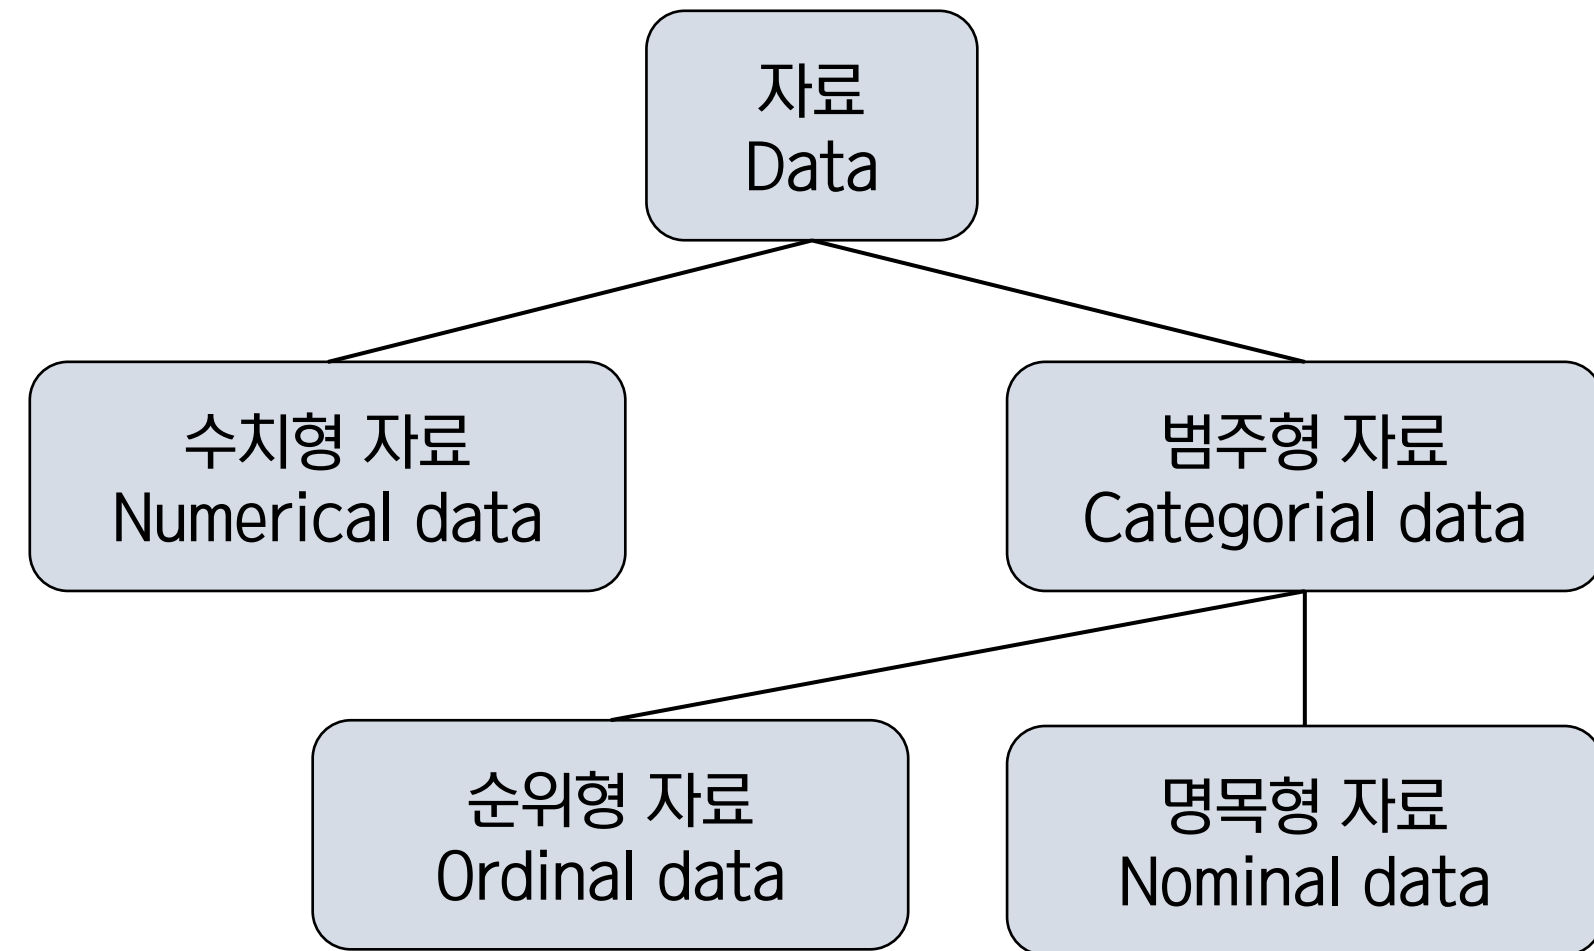 자료
Data
수치형 자료
Numerical data
범주형 자료
Categorial data
순위형 자료
Ordinal data
명목형 자료
Nominal data